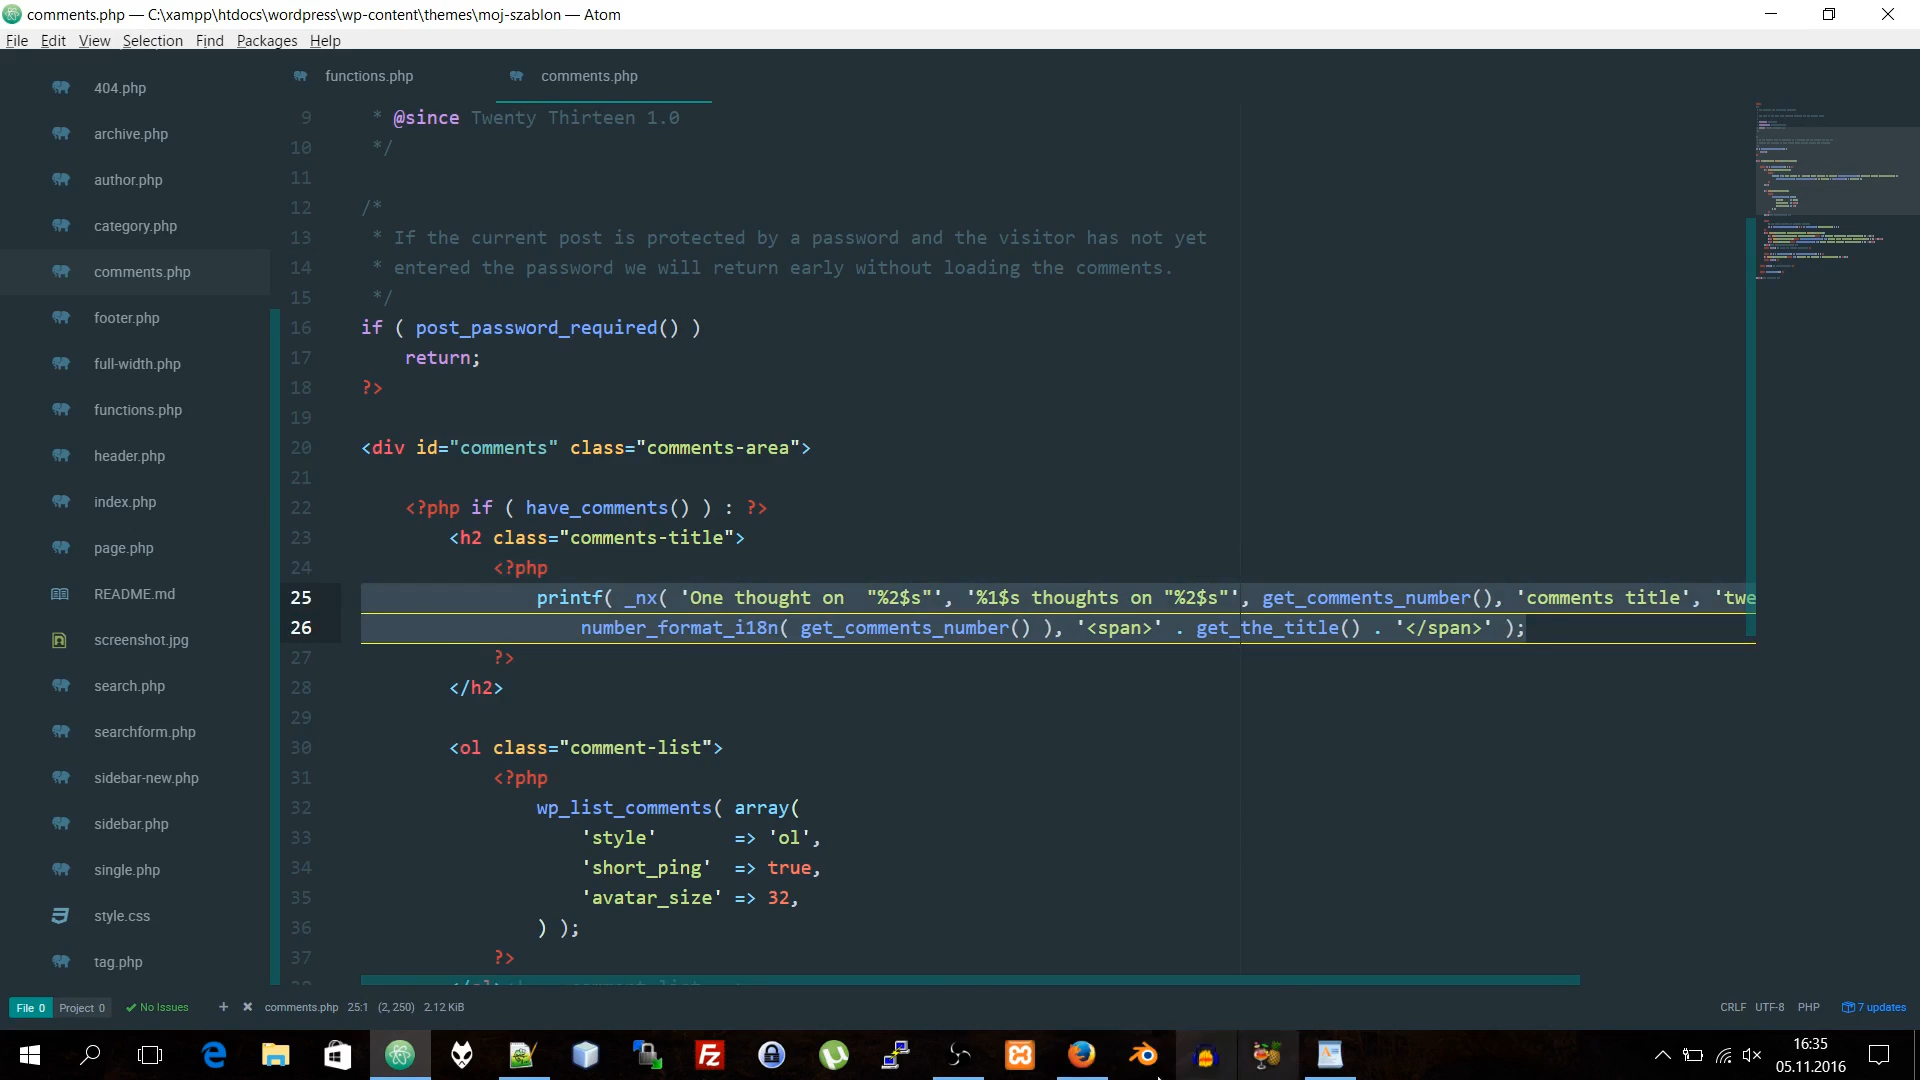 comments.php — C:\xampp\htdocs\wordpress\wp-content\themes\moj-szablon — Atom
File Edit View Selection Find Packages Help
404.php
archive.php
author.php
category.php
comments.php
footer.php
full-width.php
functions.php
header.php
index.php
page.php
README.md
screenshot.jpg
search.php
searchform.php
sidebar-new.php
sidebar.php
single.php
style.css
tag.php
functions.php comments.php
9 * @since Twenty Thirteen 1.0
10 */
11
12 /*
13 * If the current post is protected by a password and the visitor has not yet
14 * entered the password we will return early without loading the comments.
15 */
16 if ( post_password_required() )
17 return;
18 ?>
19
20 <div id="comments" class="comments-area">
21
22 <?php if ( have_comments() ) : ?>
23 <h2 class="comments-title">
24 <?php
25 printf( _nx( 'One thought on "%2$s"', '%1$s thoughts on "%2$s"', get_comments_number(), 'comments title', 'twe
26 number_format_i18n( get_comments_number() ), '<span>' . get_the_title() . '</span>' );
27 ?>
28 </h2>
29
30 <ol class="comment-list">
31 <?php
32 wp_list_comments( array(
33 'style' => 'ol',
34 'short_ping' => true,
35 'avatar_size' => 32,
36 ) );
37 ?>
File 0 Project 0 No Issues + comments.php 25:1 (2, 250) 2.12 KiB CRLF UTF-8 PHP 7 updates
16:35
05.11.2016